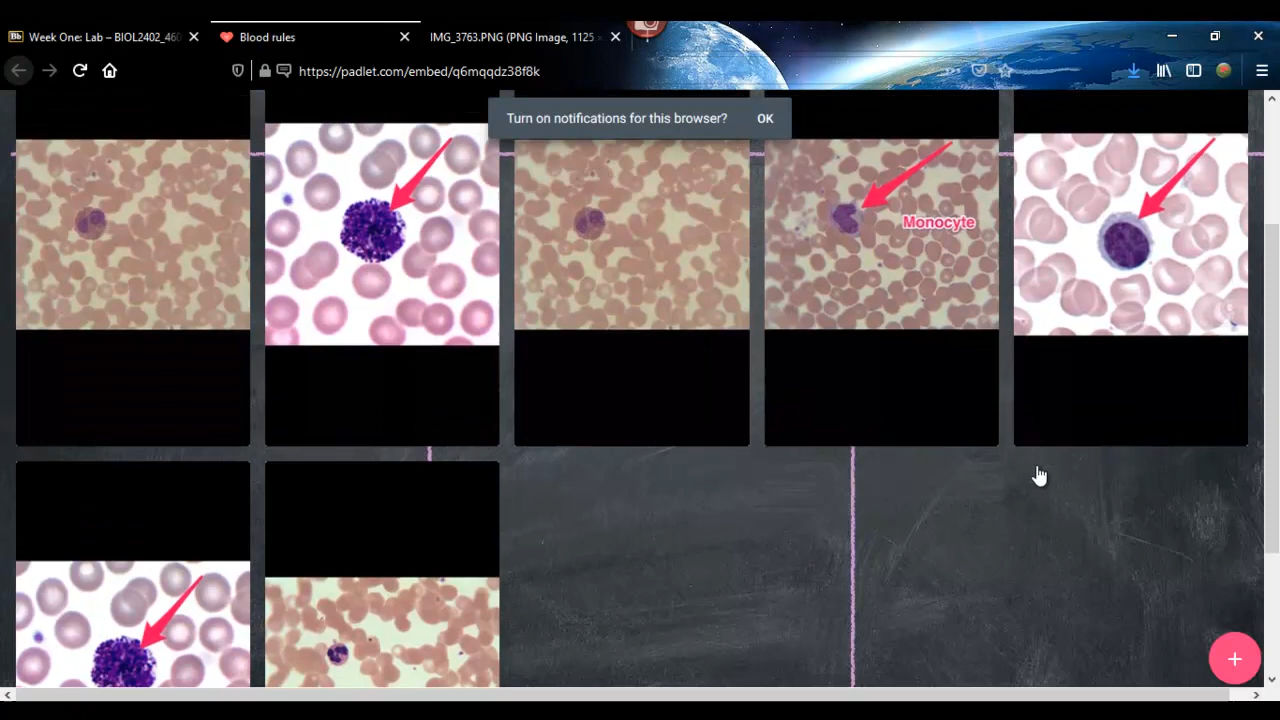 Week One: Lab – BIOL2402_460
Blood rules
IMG_3763.PNG (PNG Image, 1125 ×
https://padlet.com/embed/q6mqqdz38f8k
Turn on notifications for this browser? OK
Monocyte